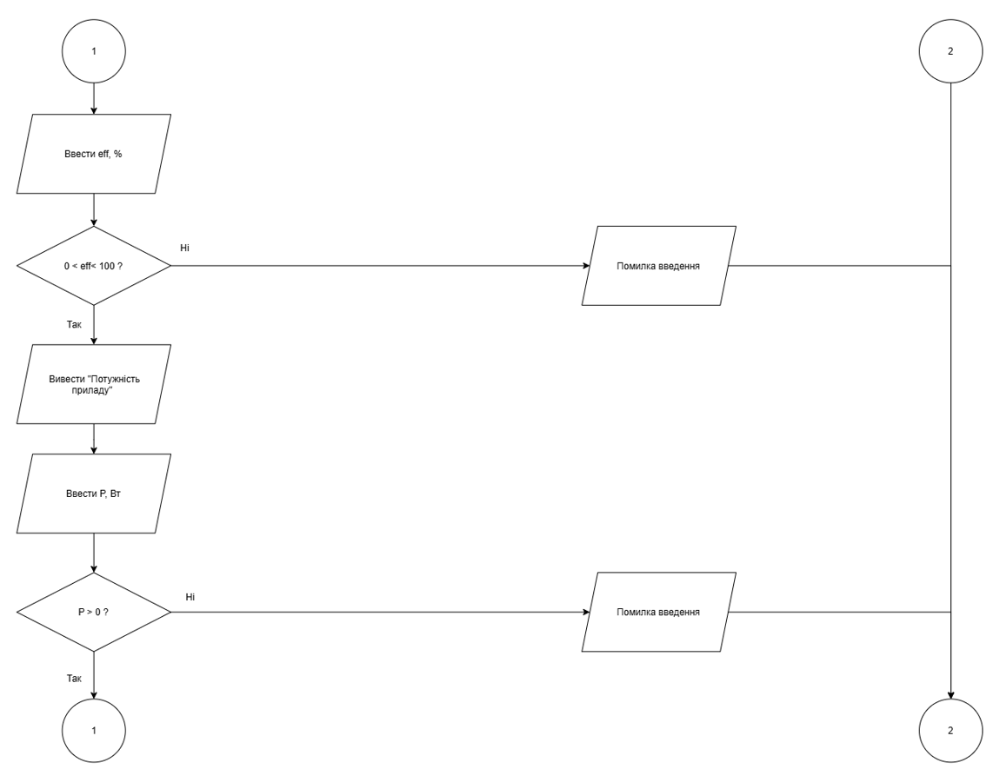 1
2
Ввести eff, %
Ні
0 < eff< 100 ?
Помилка введення
Так
Вивести "Потужність
приладу"
Ввести P, Вт
Ні
P > 0 ?
Помилка введення
Так
1
2